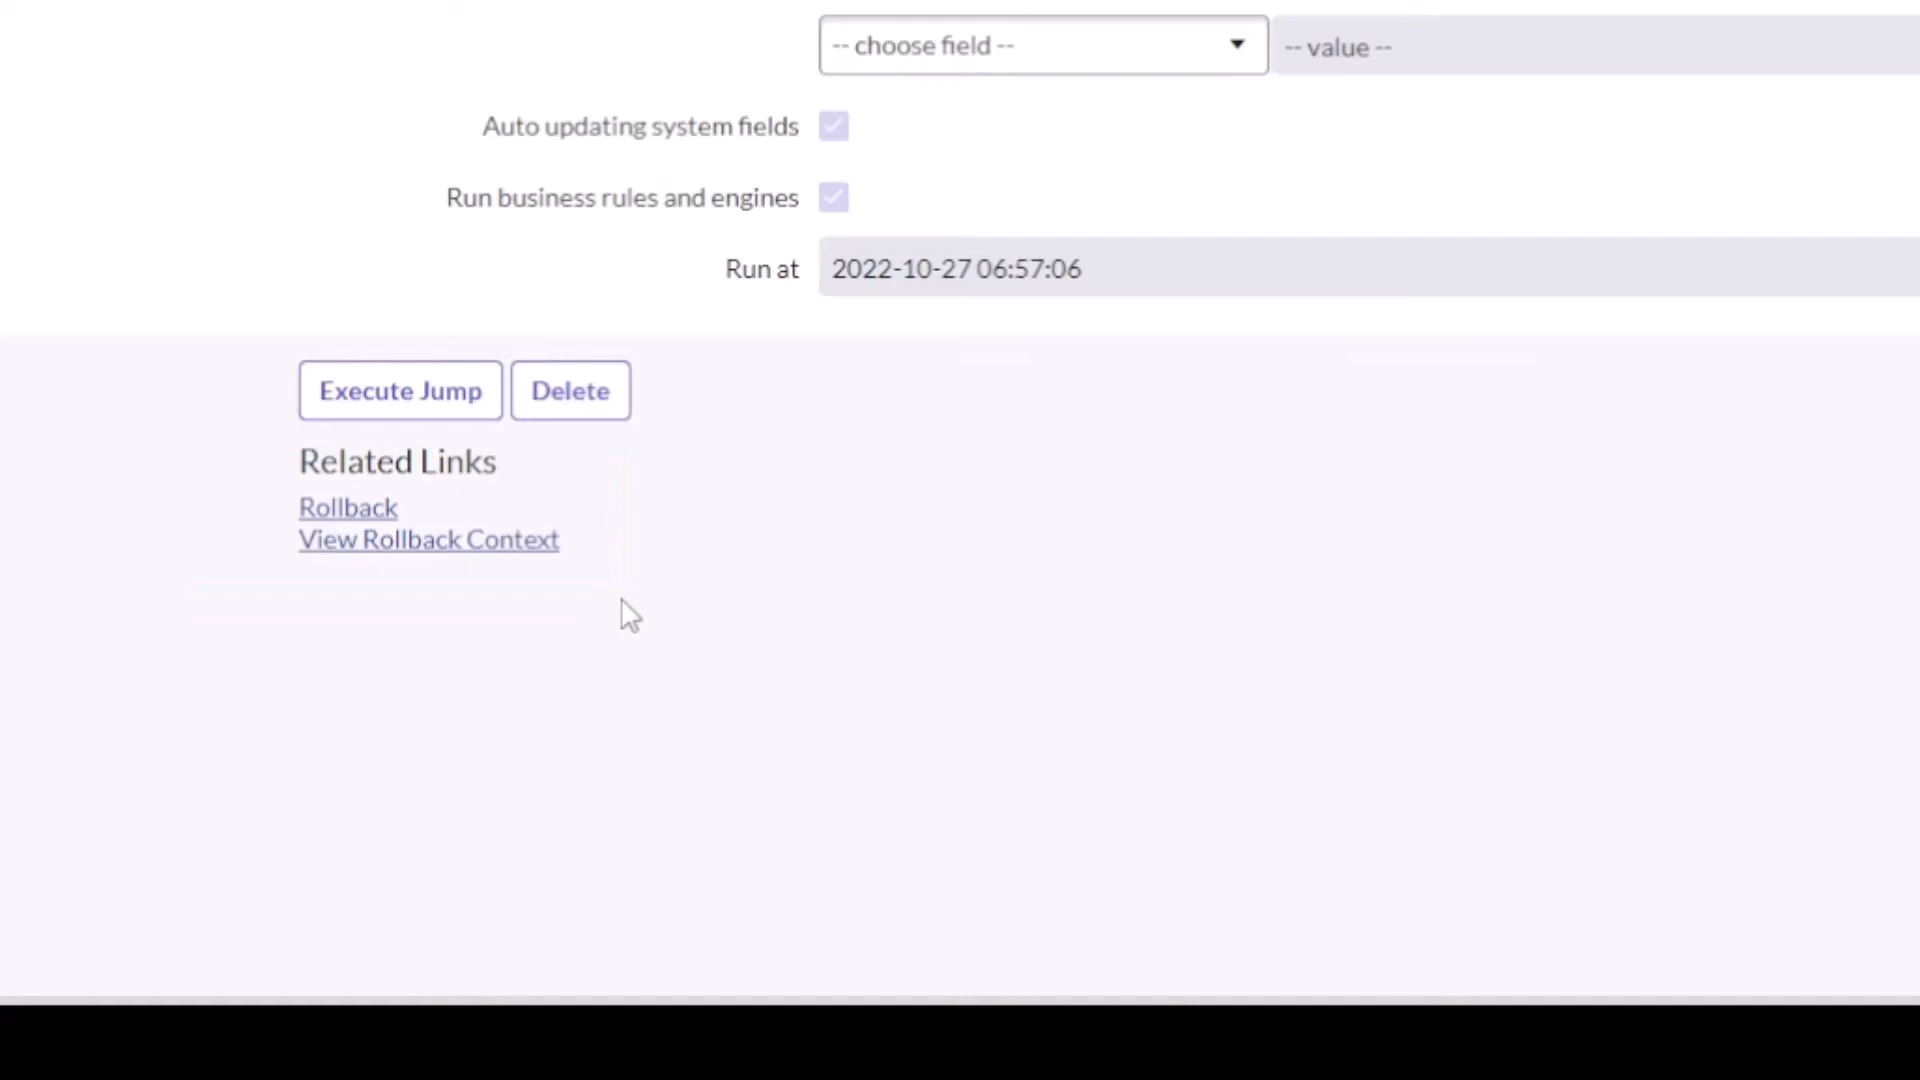 -- choose field --
-- value --
Auto updating system fields
Run business rules and engines
Run at
2022-10-27 06:57:06
Execute Jump
Delete
Related Links
Rollback
View Rollback Context